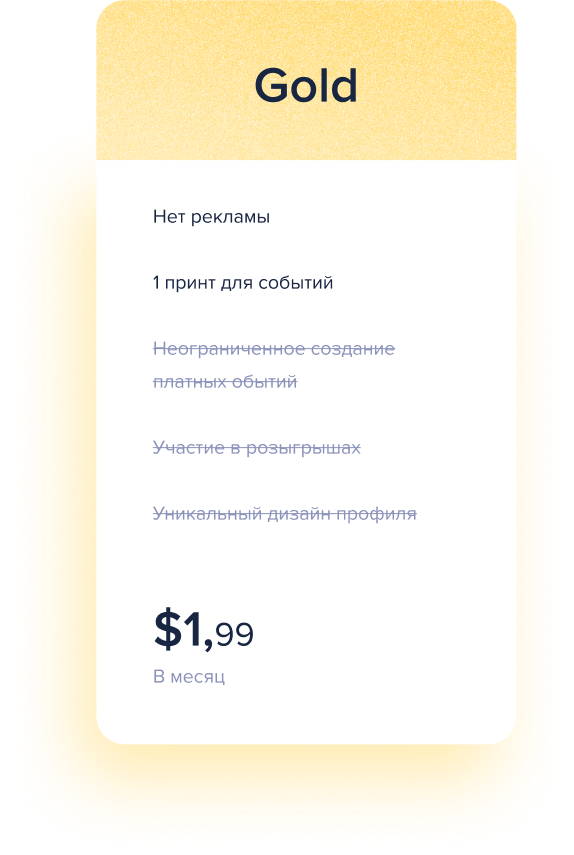 Gold
Нет рекламы
1 принт для событий
Неограниченное создание
платных обытий
Участие в розыгрышах
Уникальный дизайн профиля
$1,99
В месяц